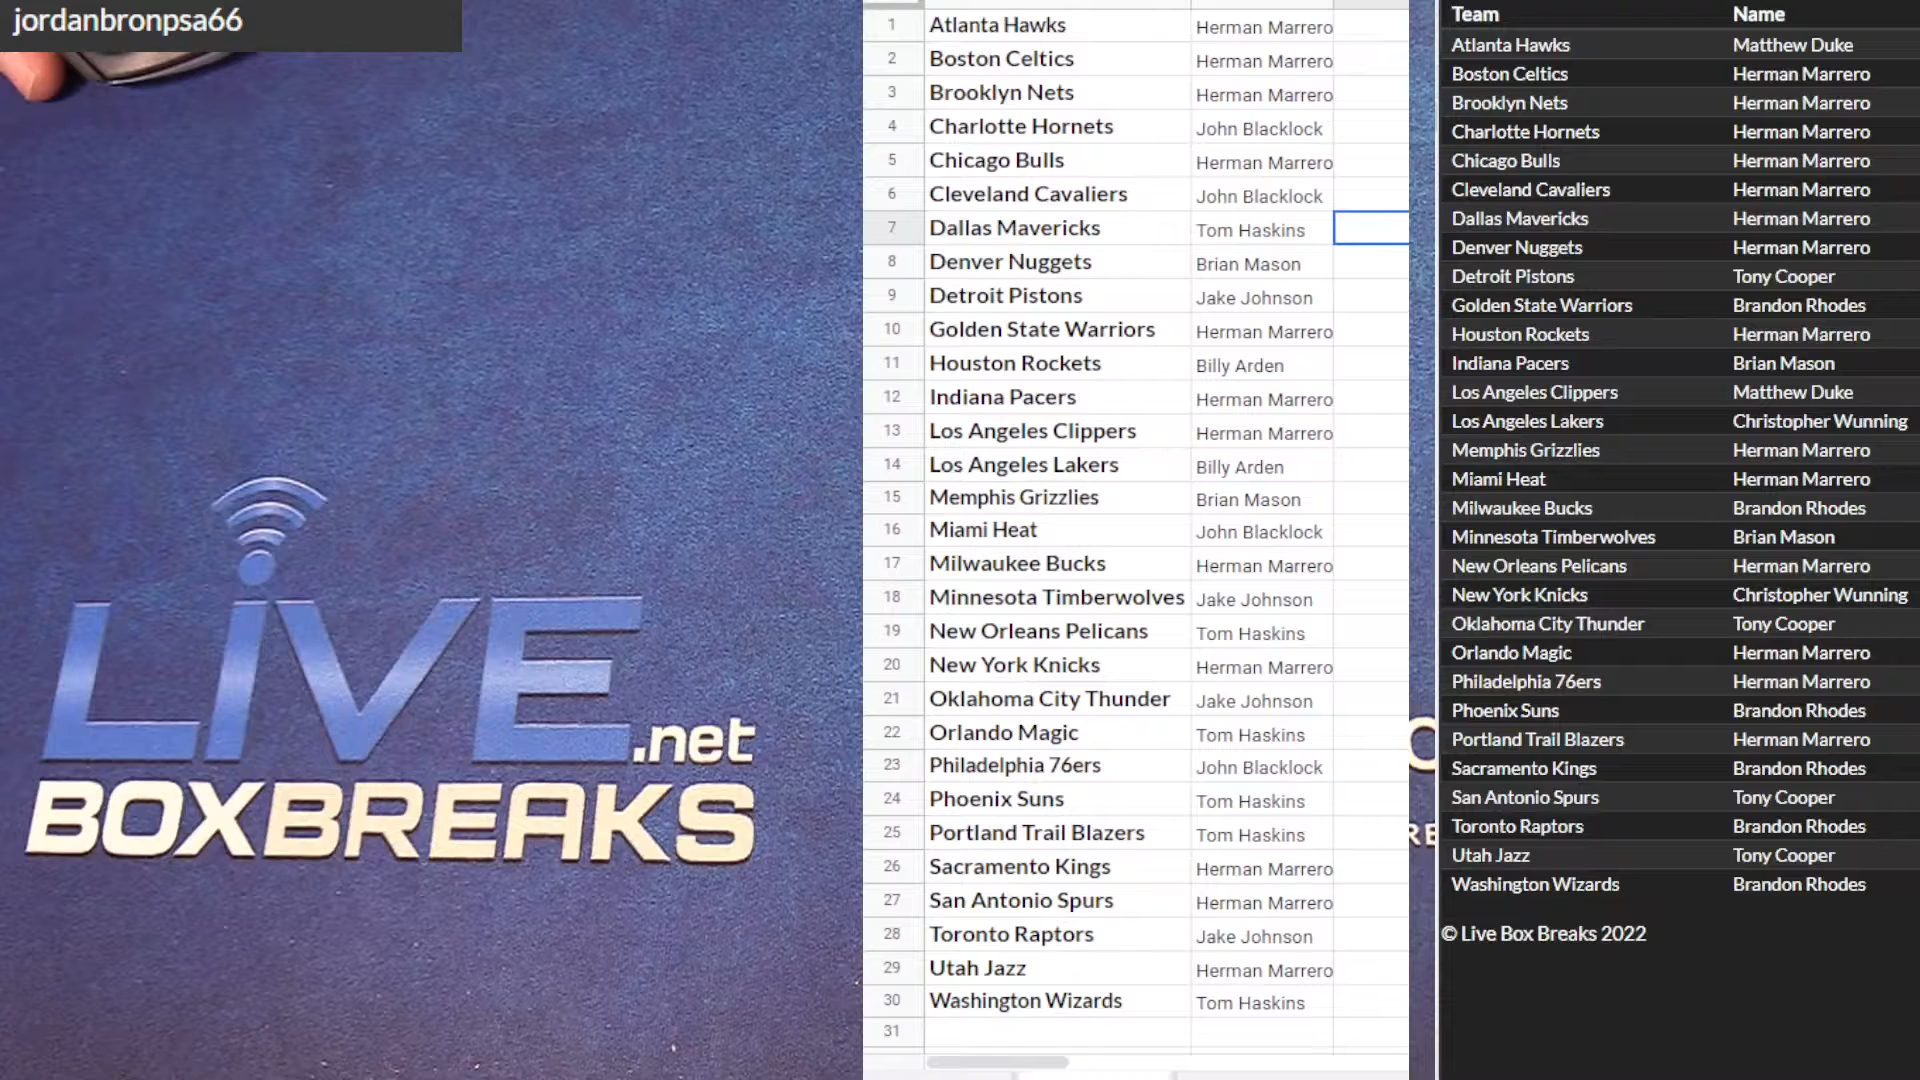 jordanbronpsa66
LIVE.net
BOXBREAKS
1 Atlanta Hawks Herman Marrero
2 Boston Celtics Herman Marrero
3 Brooklyn Nets Herman Marrero
4 Charlotte Hornets John Blacklock
5 Chicago Bulls Herman Marrero
6 Cleveland Cavaliers John Blacklock
7 Dallas Mavericks Tom Haskins
8 Denver Nuggets Brian Mason
9 Detroit Pistons Jake Johnson
10 Golden State Warriors Herman Marrero
11 Houston Rockets Billy Arden
12 Indiana Pacers Herman Marrero
13 Los Angeles Clippers Herman Marrero
14 Los Angeles Lakers Billy Arden
15 Memphis Grizzlies Brian Mason
16 Miami Heat John Blacklock
17 Milwaukee Bucks Herman Marrero
18 Minnesota Timberwolves Jake Johnson
19 New Orleans Pelicans Tom Haskins
20 New York Knicks Herman Marrero
21 Oklahoma City Thunder Jake Johnson
22 Orlando Magic Tom Haskins
23 Philadelphia 76ers John Blacklock
24 Phoenix Suns Tom Haskins
25 Portland Trail Blazers Tom Haskins
26 Sacramento Kings Herman Marrero
27 San Antonio Spurs Herman Marrero
28 Toronto Raptors Jake Johnson
29 Utah Jazz Herman Marrero
30 Washington Wizards Tom Haskins
31
Team Name
Atlanta Hawks Matthew Duke
Boston Celtics Herman Marrero
Brooklyn Nets Herman Marrero
Charlotte Hornets Herman Marrero
Chicago Bulls Herman Marrero
Cleveland Cavaliers Herman Marrero
Dallas Mavericks Herman Marrero
Denver Nuggets Herman Marrero
Detroit Pistons Tony Cooper
Golden State Warriors Brandon Rhodes
Houston Rockets Herman Marrero
Indiana Pacers Brian Mason
Los Angeles Clippers Matthew Duke
Los Angeles Lakers Christopher Wunning
Memphis Grizzlies Herman Marrero
Miami Heat Herman Marrero
Milwaukee Bucks Brandon Rhodes
Minnesota Timberwolves Brian Mason
New Orleans Pelicans Herman Marrero
New York Knicks Christopher Wunning
Oklahoma City Thunder Tony Cooper
Orlando Magic Herman Marrero
Philadelphia 76ers Herman Marrero
Phoenix Suns Brandon Rhodes
Portland Trail Blazers Herman Marrero
Sacramento Kings Brandon Rhodes
San Antonio Spurs Tony Cooper
Toronto Raptors Brandon Rhodes
Utah Jazz Tony Cooper
Washington Wizards Brandon Rhodes
© Live Box Breaks 2022